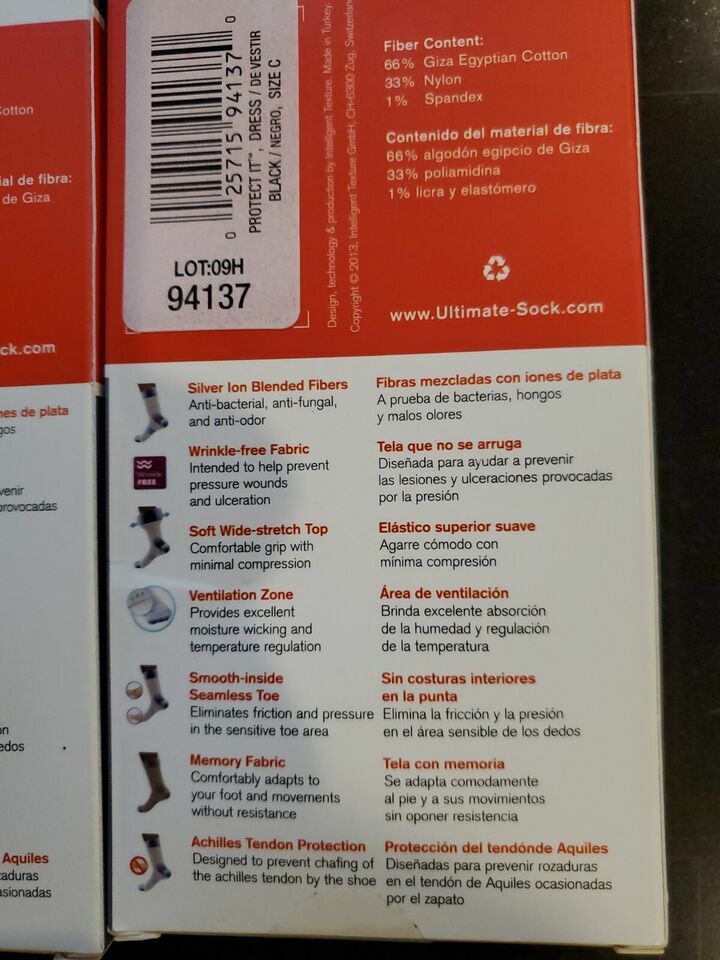 otton
ial de fibra:
de Giza
ck.com
nes de plata
gos
venir
provocadas
ón
edos
Aquiles
zaduras
asionadas
0 25715 94137 0
PROTECT IT™, DRESS / DE VESTIR
BLACK / NEGRO, SIZE C
LOT:09H
94137
Design, technology & production by Intelligent Texture. Made in Turkey.
Copyright © 2013, Intelligent Texture GmbH, CH-6300 Zug, Switzerlan
Fiber Content:
66% Giza Egyptian Cotton
33% Nylon
1% Spandex
Contenido del material de fibra:
66% algodón egipcio de Giza
33% poliamidina
1% licra y elastómero
www.Ultimate-Sock.com
Silver Ion Blended Fibers
Anti-bacterial, anti-fungal,
and anti-odor
Fibras mezcladas con iones de plata
A prueba de bacterias, hongos
y malos olores
Wrinkle FREE
Wrinkle-free Fabric
Intended to help prevent
pressure wounds
and ulceration
Tela que no se arruga
Diseñada para ayudar a prevenir
las lesiones y ulceraciones provocadas
por la presión
Soft Wide-stretch Top
Comfortable grip with
minimal compression
Elástico superior suave
Agarre cómodo con
mínima compresión
Ventilation Zone
Provides excellent
moisture wicking and
temperature regulation
Área de ventilación
Brinda excelente absorción
de la humedad y regulación
de la temperatura
Smooth-inside
Seamless Toe
Eliminates friction and pressure
in the sensitive toe area
Sin costuras interiores
en la punta
Elimina la fricción y la presión
en el área sensible de los dedos
Memory Fabric
Comfortably adapts to
your foot and movements
without resistance
Tela con memoria
Se adapta comodamente
al pie y a sus movimientos
sin oponer resistencia
Achilles Tendon Protection
Designed to prevent chafing of
the achilles tendon by the shoe
Protección del tendónde Aquiles
Diseñadas para prevenir rozaduras
en el tendón de Aquiles ocasionadas
por el zapato